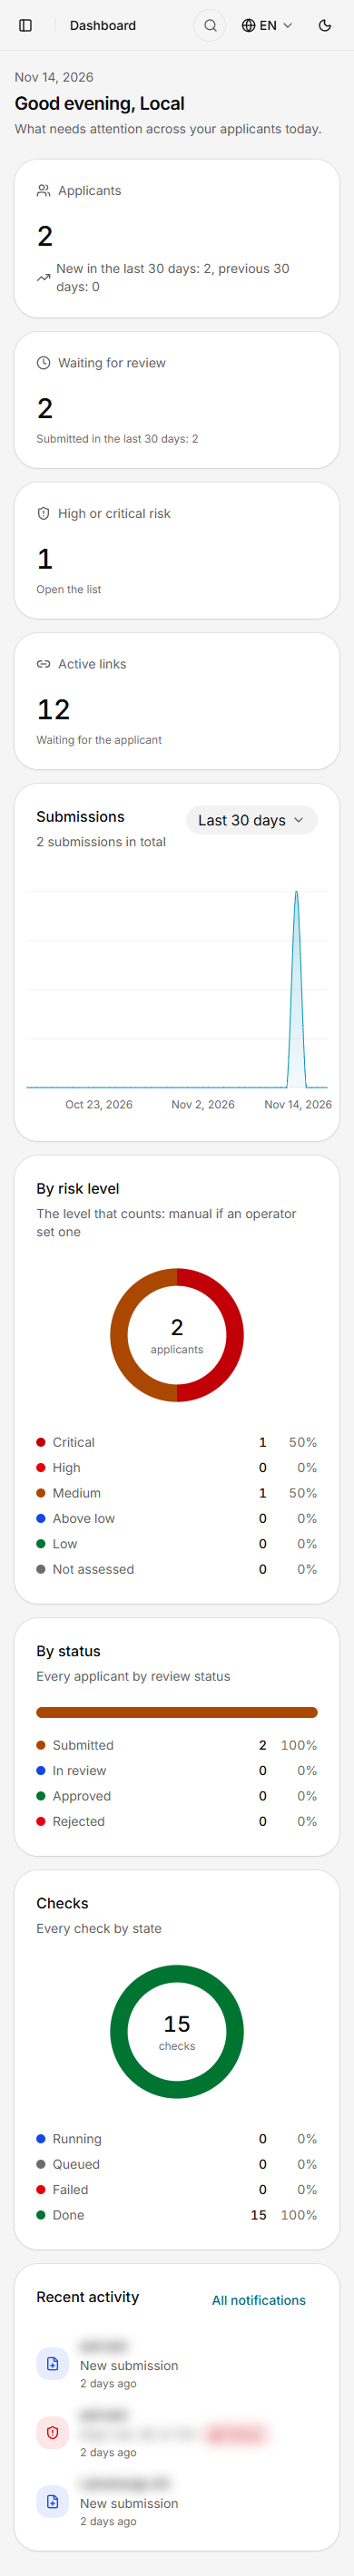 Dashboard
EN
Nov 14, 2026
Good evening, Local
What needs attention across your applicants today.
Applicants
2
New in the last 30 days: 2, previous 30
days: 0
Waiting for review
2
Submitted in the last 30 days: 2
High or critical risk
1
Open the list
Active links
12
Waiting for the applicant
Submissions
Last 30 days
2 submissions in total
Oct 23, 2026 Nov 2, 2026 Nov 14, 2026
By risk level
The level that counts: manual if an operator
set one
2
applicants
Critical 1 50%
High 0 0%
Medium 1 50%
Above low 0 0%
Low 0 0%
Not assessed 0 0%
By status
Every applicant by review status
Submitted 2 100%
In review 0 0%
Approved 0 0%
Rejected 0 0%
Checks
Every check by state
15
checks
Running 0 0%
Queued 0 0%
Failed 0 0%
Done 15 100%
Recent activity
All notifications
New submission
2 days ago
2 days ago
New submission
2 days ago